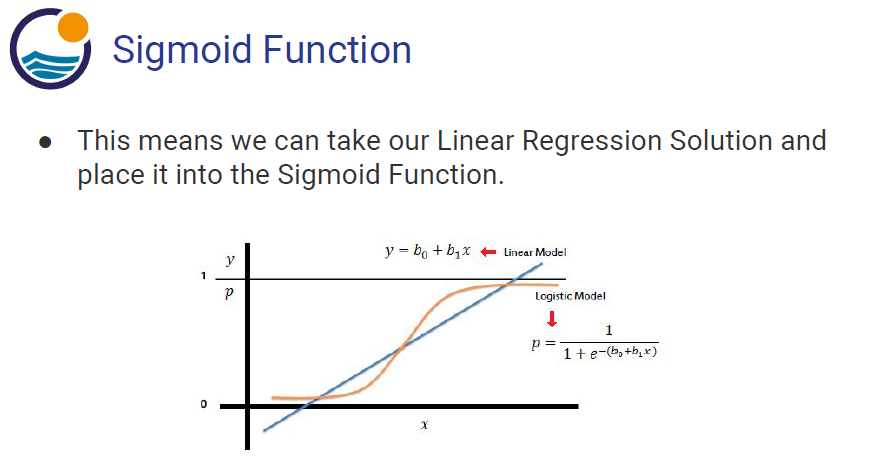 Sigmoid Function
● This means we can take our Linear Regression Solution and
place it into the Sigmoid Function.
y = b₀ + b₁x
Linear Model
y
1
p
Logistic Model
p = 1 / 1 + e^−(b₀+b₁x)
0
x